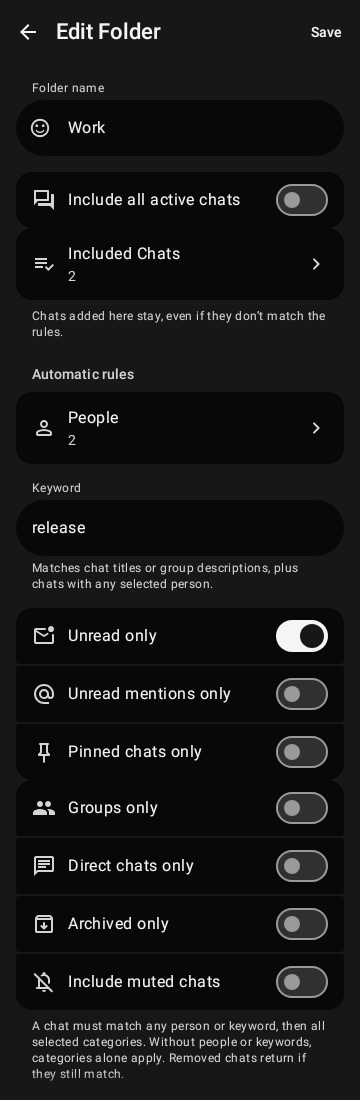 Edit Folder
Save
Folder name
Work
Include all active chats
Included Chats
2
Chats added here stay, even if they don't match the
rules.
Automatic rules
People
2
Keyword
release
Matches chat titles or group descriptions, plus
chats with any selected person.
Unread only
Unread mentions only
Pinned chats only
Groups only
Direct chats only
Archived only
Include muted chats
A chat must match any person or keyword, then all
selected categories. Without people or keywords,
categories alone apply. Removed chats return if
they still match.